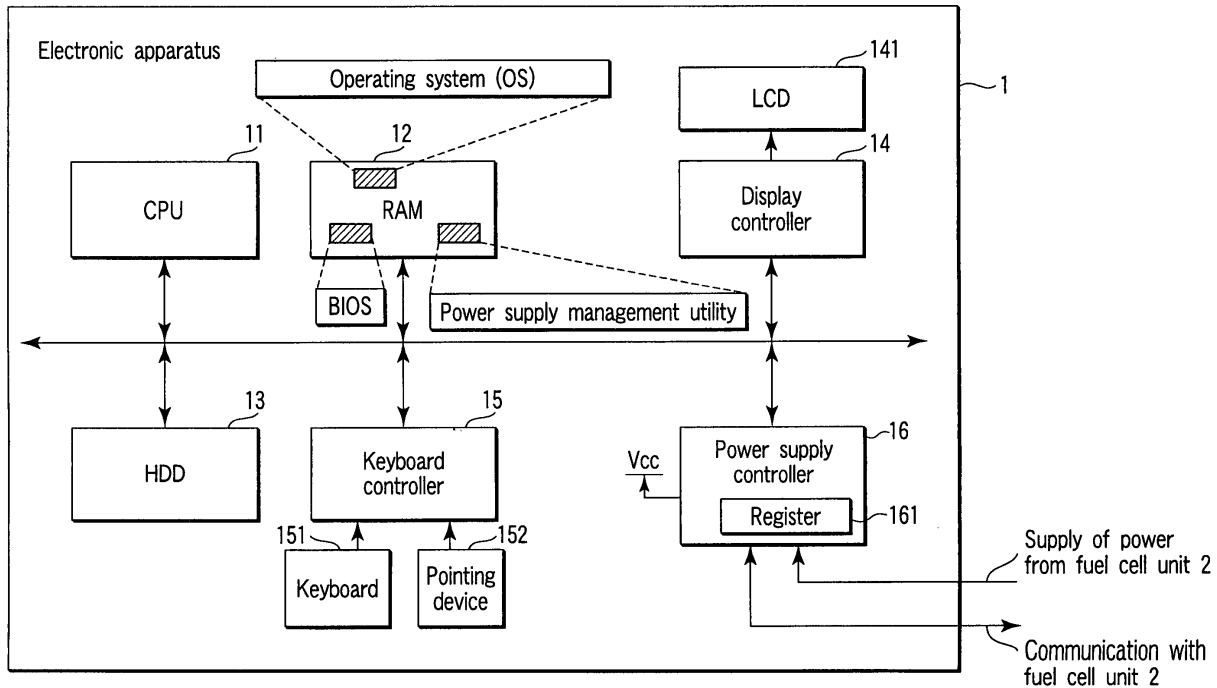 Electronic apparatus
Operating system (OS)
141
LCD
1
11
CPU
12
RAM
14
Display
controller
BIOS
Power supply management utility
13
HDD
15
Keyboard
controller
16
Power supply
controller
Vcc
Register
161
151
Keyboard
152
Pointing
device
Supply of power
from fuel cell unit 2
Communication with
fuel cell unit 2